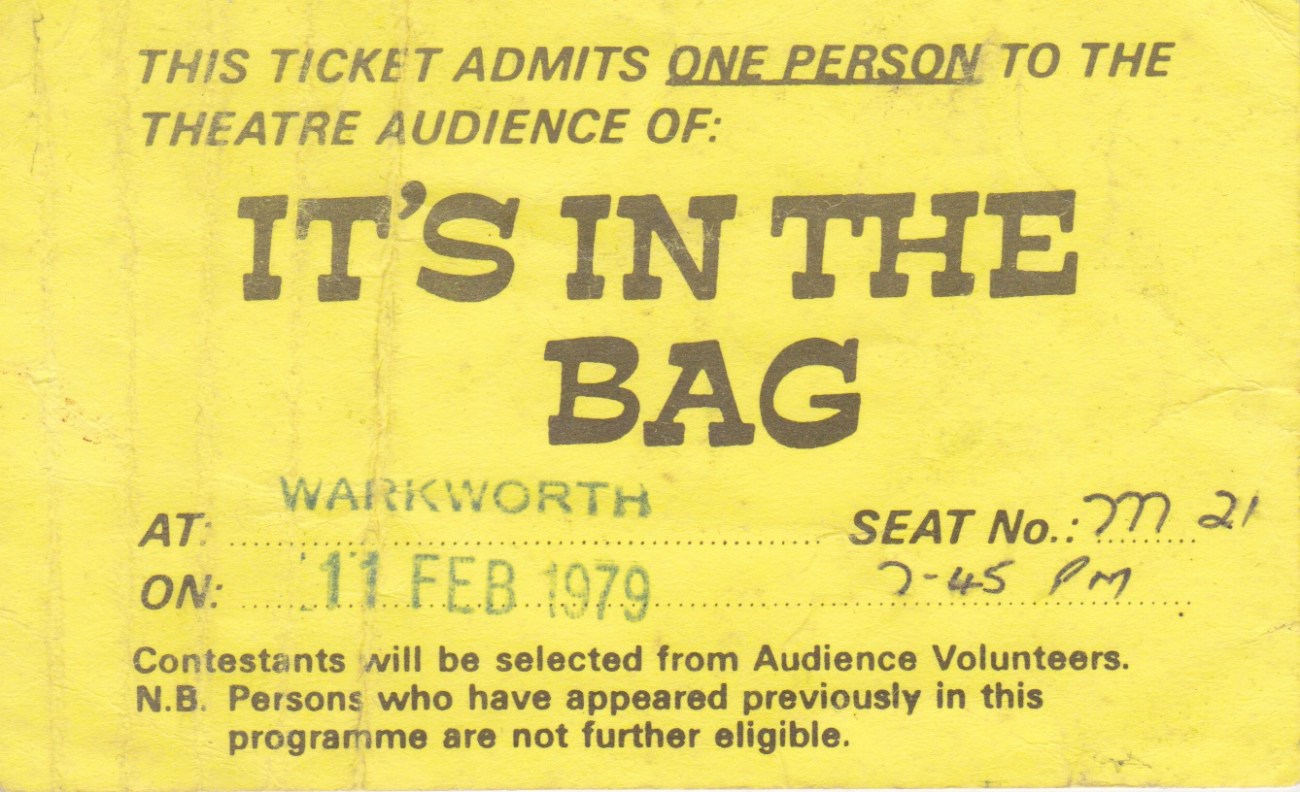 THIS TICKET ADMITS ONE PERSON TO THE
THEATRE AUDIENCE OF:
IT'S IN THE
BAG
WARKWORTH
AT: SEAT No.: M 21
ON: 11 FEB 1979 7-45 PM
Contestants will be selected from Audience Volunteers.
N.B. Persons who have appeared previously in this
programme are not further eligible.